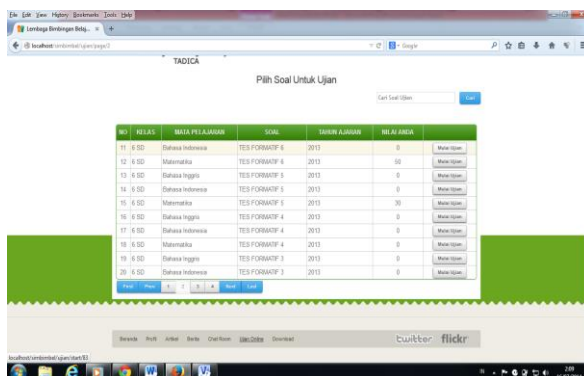 File Edit View History Bookmarks Tools Help
Lembaga Bimbingan Belaj...
localhost/simbimbel/ujian/page/2
Google
TADICA
Pilih Soal Untuk Ujian
Cari Soal Ujian
Cari
NO KELAS MATA PELAJARAN SOAL TAHUN AJARAN NILAI ANDA
11 6 SD Bahasa Indonesia TES FORMATIF 6 2013 0 Mulai Ujian
12 6 SD Matematika TES FORMATIF 6 2013 50 Mulai Ujian
13 6 SD Bahasa Inggris TES FORMATIF 5 2013 0 Mulai Ujian
14 6 SD Bahasa Indonesia TES FORMATIF 5 2013 0 Mulai Ujian
15 6 SD Matematika TES FORMATIF 5 2013 30 Mulai Ujian
16 6 SD Bahasa Inggris TES FORMATIF 4 2013 0 Mulai Ujian
17 6 SD Bahasa Indonesia TES FORMATIF 4 2013 0 Mulai Ujian
18 6 SD Matematika TES FORMATIF 4 2013 0 Mulai Ujian
19 6 SD Bahasa Inggris TES FORMATIF 3 2013 0 Mulai Ujian
20 6 SD Bahasa Indonesia TES FORMATIF 3 2013 0 Mulai Ujian
First Prev 1 2 3 4 Next Last
Beranda Profil Artikel Berita Chat Room Ujian Online Download
twitter flickr
localhost/simbimbel/ujian/start/83
2:09